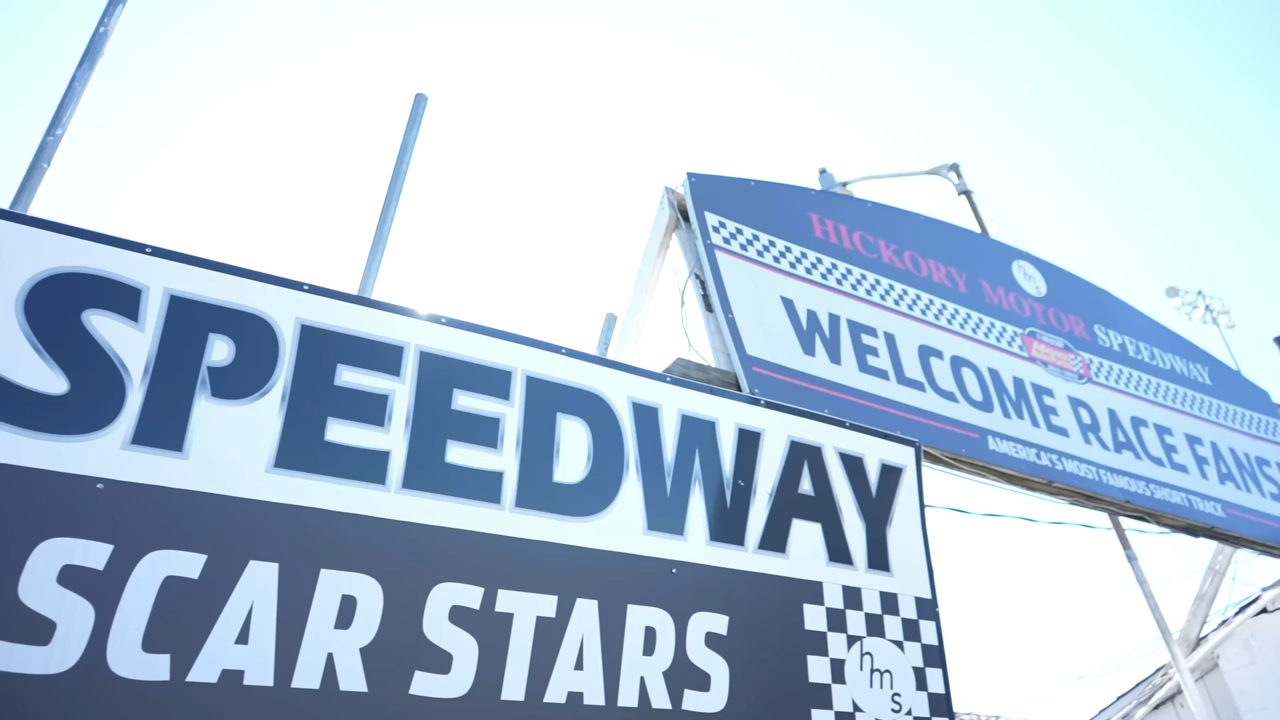 SPEEDWAY
SCAR STARS
hms
HICKORY MOTOR SPEEDWAY
hms
WELCOME RACE FANS
AMERICA'S MOST FAMOUS SHORT TRACK